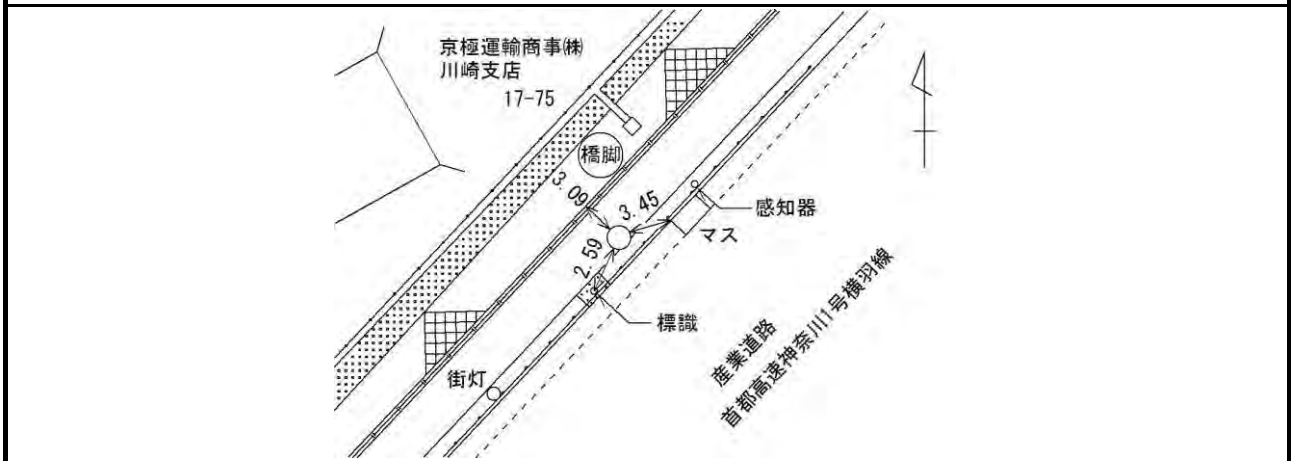 京極運輸商事㈱
川崎支店
17-75
橋脚
3.09
3.45
感知器
マス
2.59
標識
街灯
産業道路
首都高速神奈川1号横羽線